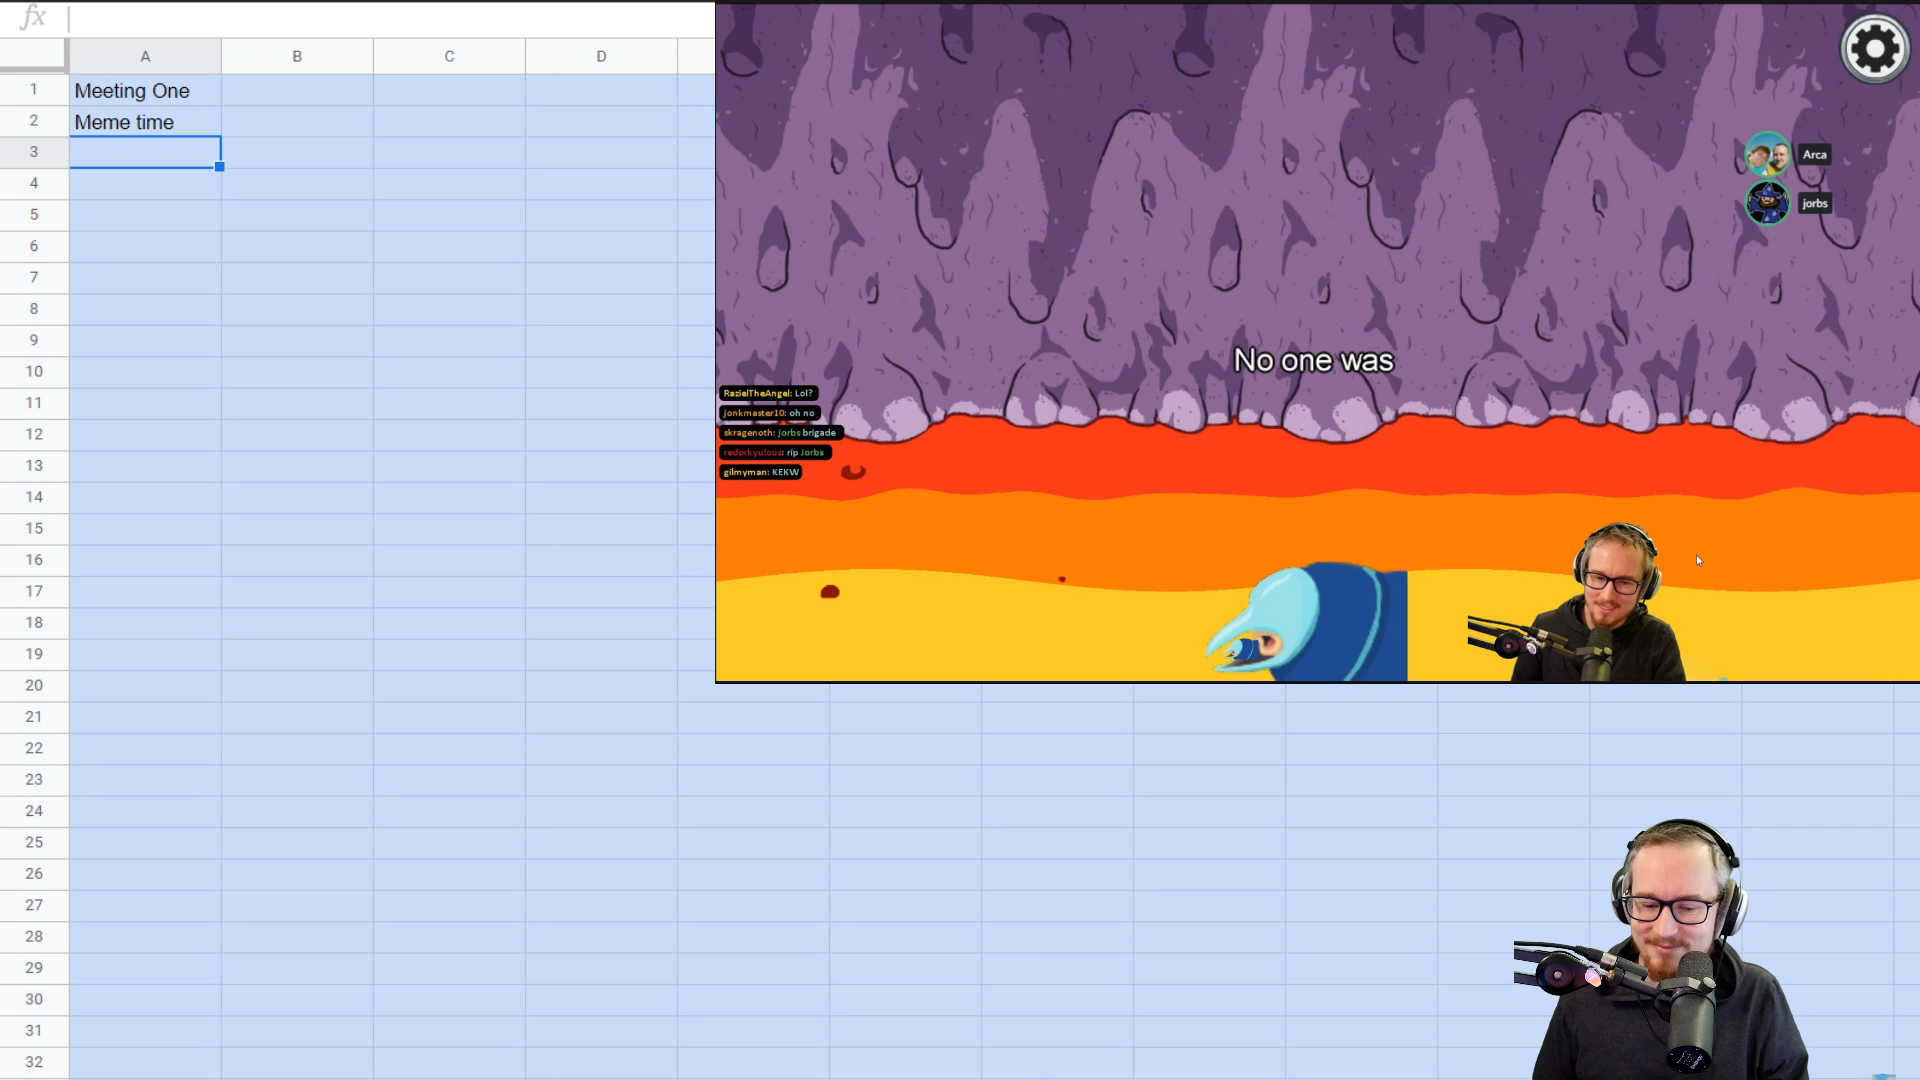 fx
A B C D
1 Meeting One
2 Meme time
3
4
5
6
7
8
9
10
11
12
13
14
15
16
17
18
19
20
21
22
23
24
25
26
27
28
29
30
31
32
Arca
jorbs
No one was
RazielTheAngel: Lol?
jonkmaster10: oh no
skragenoth: Jorbs brigade
redorkyulous: rip Jorbs
gilmyman: KEKW